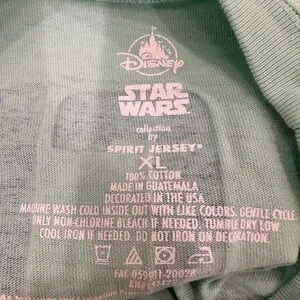 Disney
STAR
WARS
collection
by
SPIRIT JERSEY®
XL
100% COTTON
MADE IN GUATEMALA
DECORATED IN THE USA
MACHINE WASH COLD INSIDE OUT WITH LIKE COLORS. GENTLE CYCLE
ONLY NON-CHLORINE BLEACH IF NEEDED. TUMBLE DRY LOW
COOL IRON IF NEEDED. DO NOT IRON ON DECORATION.